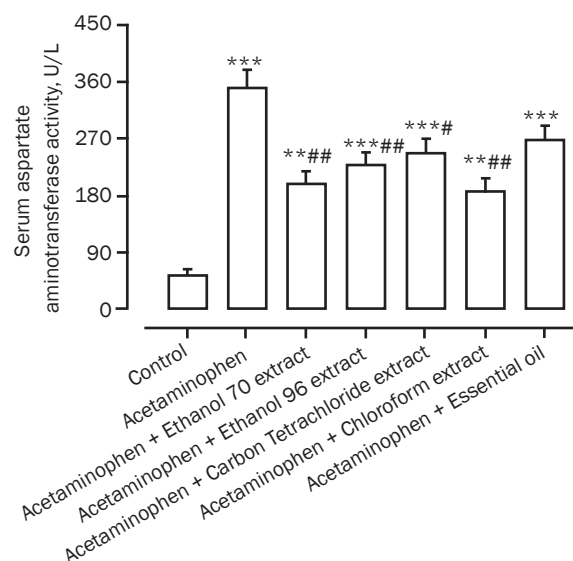 Serum aspartate
aminotransferase activity, U/L
450
360
270
180
90
0
***
**##
***##
***#
**##
***
Control
Acetaminophen
Acetaminophen + Ethanol 70 extract
Acetaminophen + Ethanol 96 extract
Acetaminophen + Carbon Tetrachloride extract
Acetaminophen + Chloroform extract
Acetaminophen + Essential oil